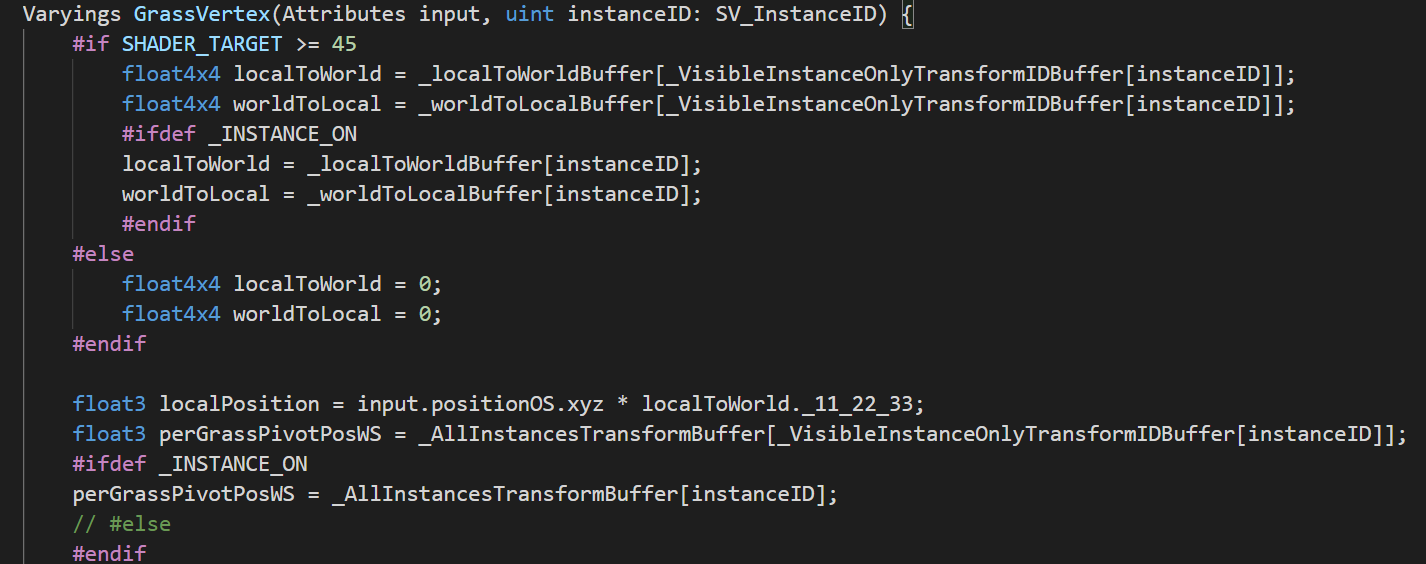 Varyings GrassVertex(Attributes input, uint instanceID: SV_InstanceID) {
#if SHADER_TARGET >= 45
float4x4 localToWorld = _localToWorldBuffer[_VisibleInstanceOnlyTransformIDBuffer[instanceID]];
float4x4 worldToLocal = _worldToLocalBuffer[_VisibleInstanceOnlyTransformIDBuffer[instanceID]];
#ifdef _INSTANCE_ON
localToWorld = _localToWorldBuffer[instanceID];
worldToLocal = _worldToLocalBuffer[instanceID];
#endif
#else
float4x4 localToWorld = 0;
float4x4 worldToLocal = 0;
#endif
float3 localPosition = input.positionOS.xyz * localToWorld._11_22_33;
float3 perGrassPivotPosWS = _AllInstancesTransformBuffer[_VisibleInstanceOnlyTransformIDBuffer[instanceID]];
#ifdef _INSTANCE_ON
perGrassPivotPosWS = _AllInstancesTransformBuffer[instanceID];
// #else
#endif